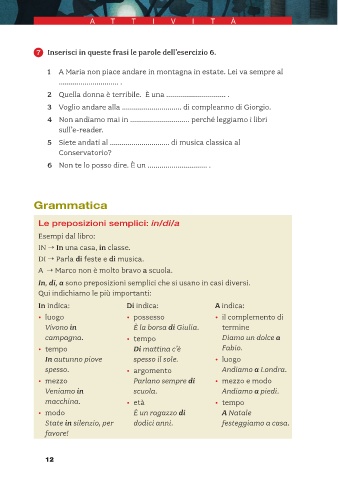 A T T I V I T À
7 Inserisci in queste frasi le parole dell'esercizio 6.
1 A Maria non piace andare in montagna in estate. Lei va sempre al
.............................. .
2 Quella donna è terribile. È una .............................. .
3 Voglio andare alla .............................. di compleanno di Giorgio.
4 Non andiamo mai in .............................. perché leggiamo i libri
sull'e-reader.
5 Siete andati al .............................. di musica classica al
Conservatorio?
6 Non te lo posso dire. È un .............................. .
Grammatica
Le preposizioni semplici: in/di/a
Esempi dal libro:
IN → In una casa, in classe.
DI → Parla di feste e di musica.
A → Marco non è molto bravo a scuola.
In, di, a sono preposizioni semplici che si usano in casi diversi.
Qui indichiamo le più importanti:
In indica:
• luogo
Vivono in
campagna.
• tempo
In autunno piove
spesso.
• mezzo
Veniamo in
macchina.
• modo
State in silenzio, per
favore!
Di indica:
• possesso
È la borsa di Giulia.
• tempo
Di mattina c'è
spesso il sole.
• argomento
Parlano sempre di
scuola.
• età
È un ragazzo di
dodici anni.
A indica:
• il complemento di
termine
Diamo un dolce a
Fabio.
• luogo
Andiamo a Londra.
• mezzo e modo
Andiamo a piedi.
• tempo
A Natale
festeggiamo a casa.
12